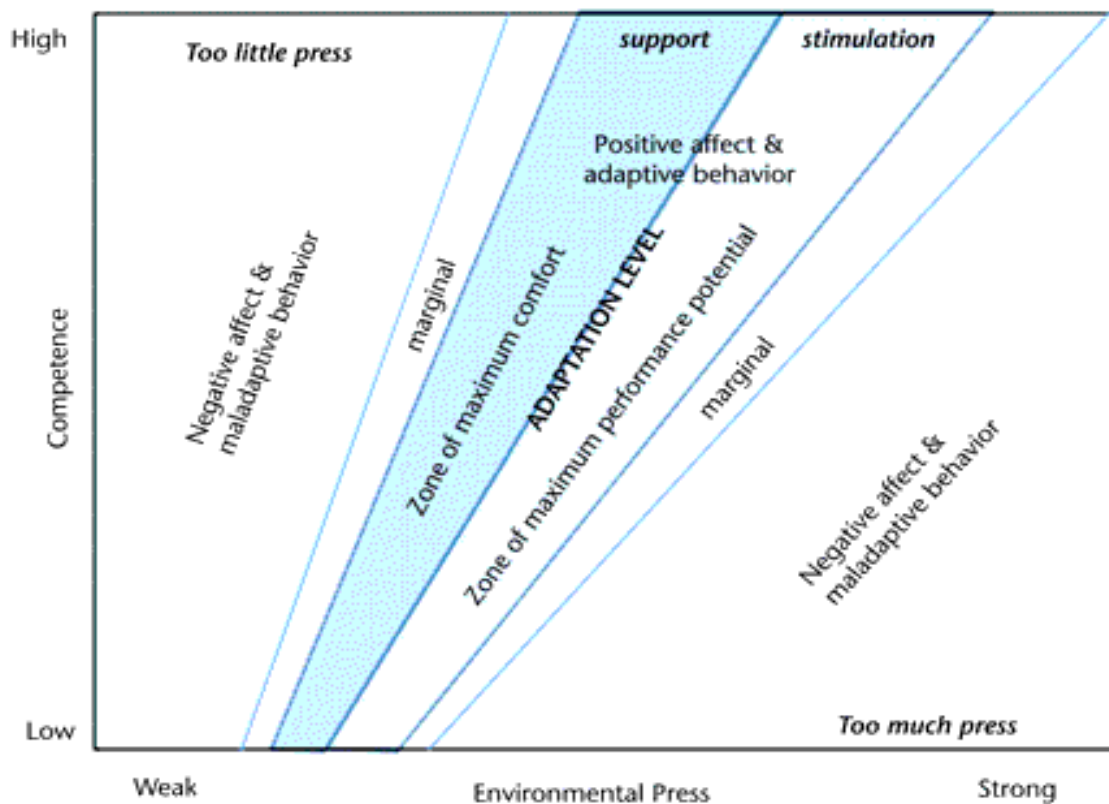 High
Too little press
support
stimulation
Positive affect &
adaptive behavior
Negative affect &
maladaptive behavior
marginal
Zone of maximum comfort
ADAPTATION LEVEL
Zone of maximum performance potential
marginal
Negative affect &
maladaptive behavior
Competence
Low
Too much press
Weak
Environmental Press
Strong